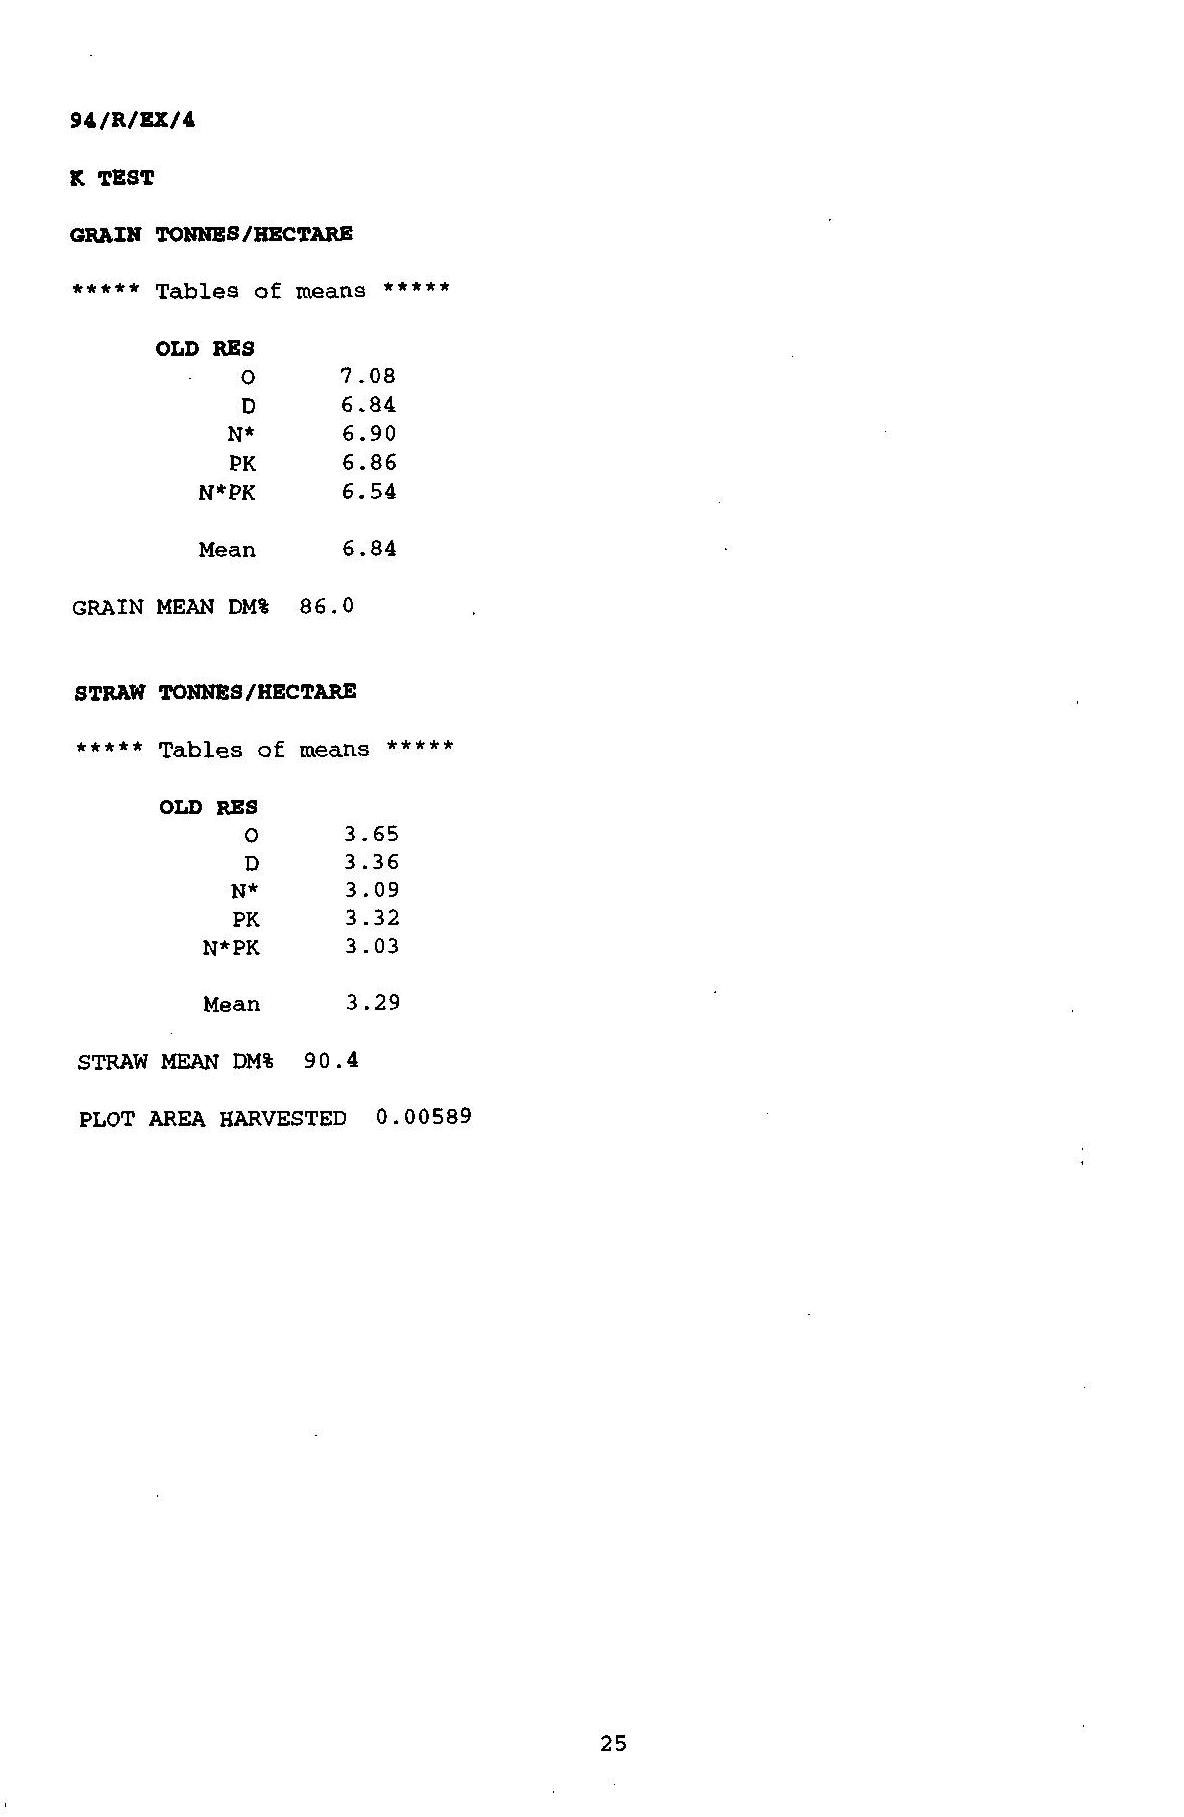 94/R/EX/4
K TEST
GRAIN TONNES/HECTARE
***** Tables of means *****
OLD RES
O 7.08
D 6.84
N* 6.90
PK 6.86
N*PK 6.54
Mean 6.84
GRAIN MEAN DM% 86.0
STRAW TONNES/HECTARE
***** Tables of means *****
OLD RES
O 3.65
D 3.36
N* 3.09
PK 3.32
N*PK 3.03
Mean 3.29
STRAW MEAN DM% 90.4
PLOT AREA HARVESTED 0.00589
25